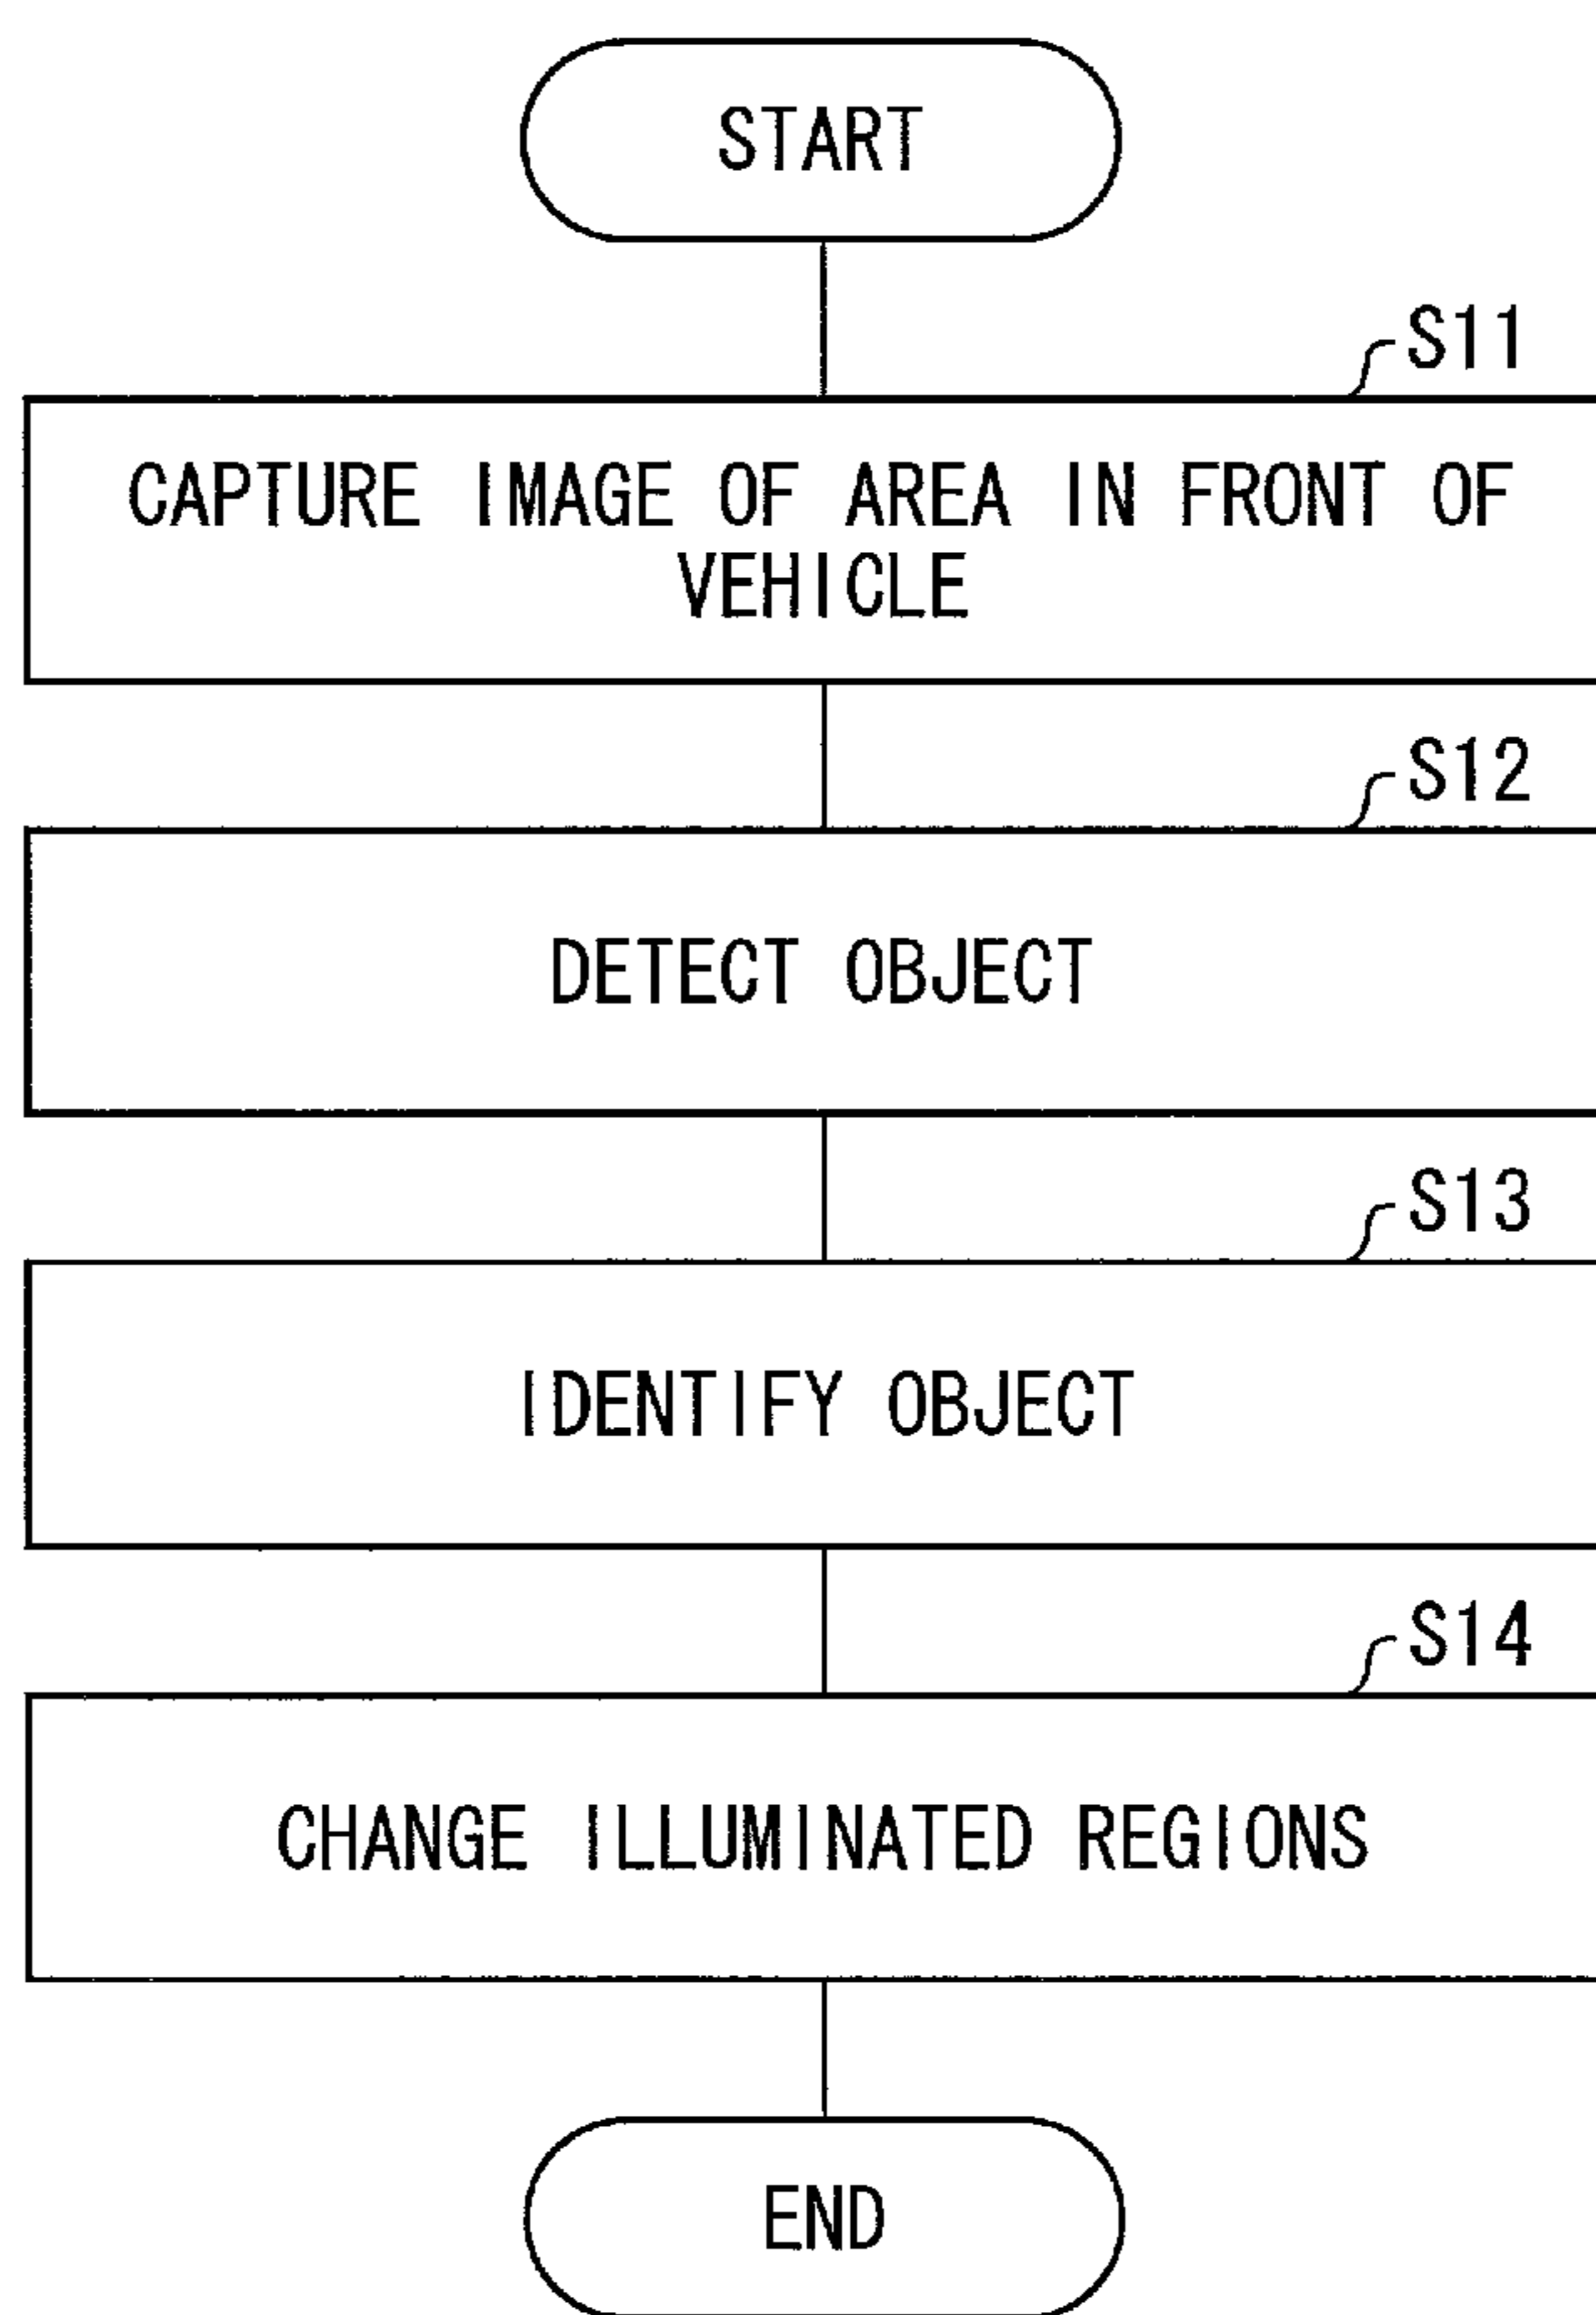 START
S11
CAPTURE IMAGE OF AREA IN FRONT OF
VEHICLE
S12
DETECT OBJECT
S13
IDENTIFY OBJECT
S14
CHANGE ILLUMINATED REGIONS
END